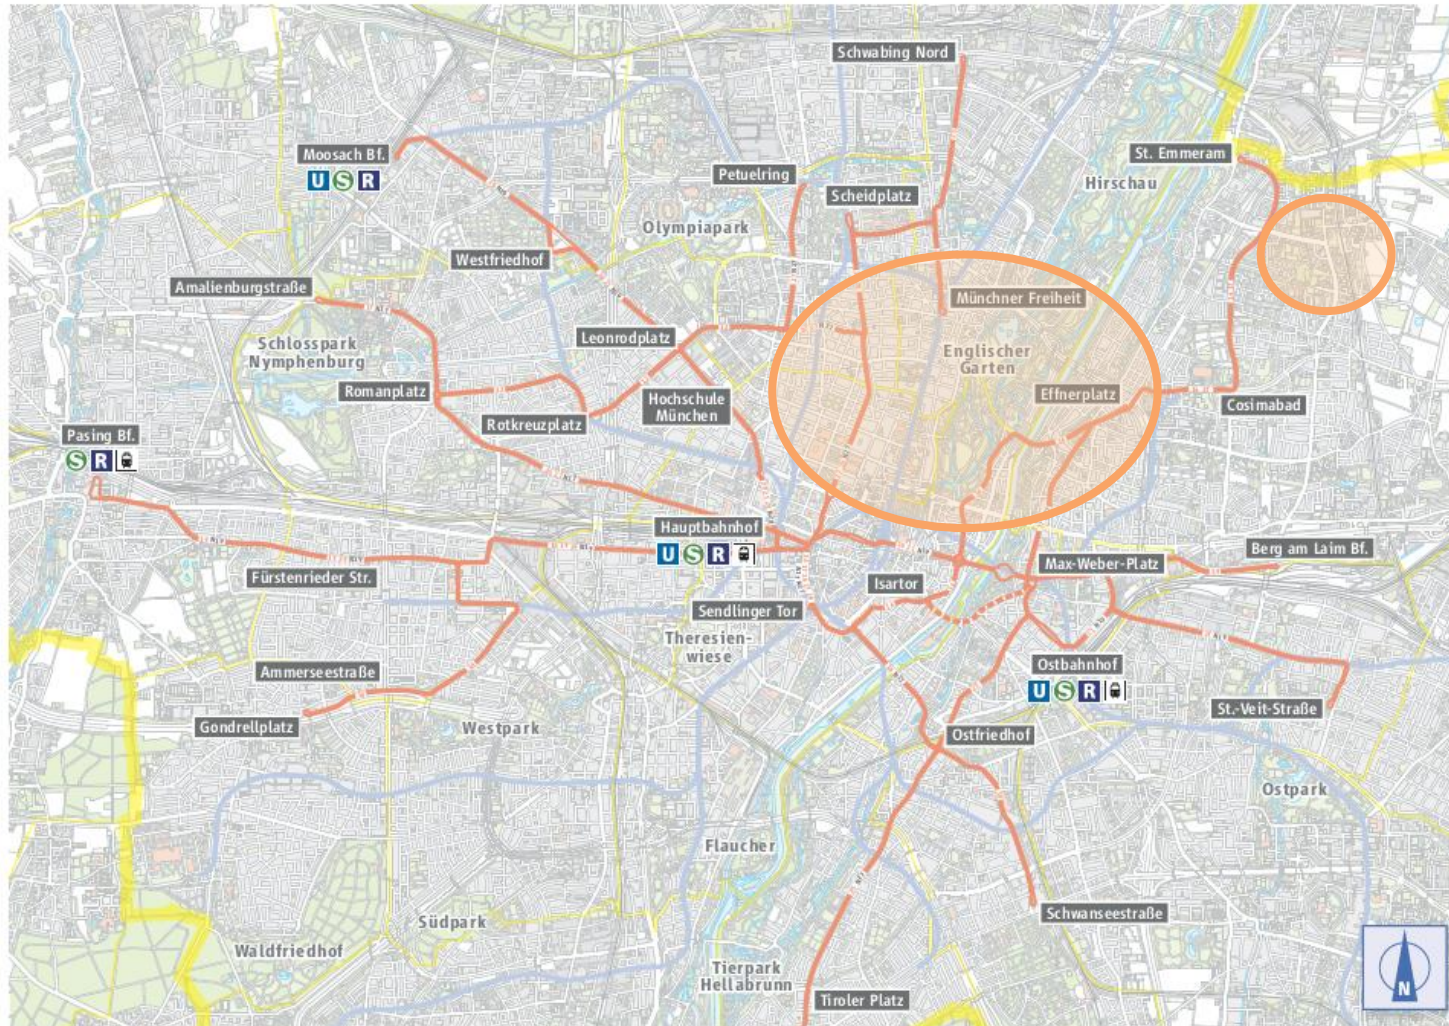 Schwabing Nord
Moosach Bf.
U S R
St. Emmeram
Petuelring
Hirschau
Scheidplatz
Olympiapark
Westfriedhof
Amalienburgstraße
Münchner Freiheit
Leonrodplatz
Schlosspark
Nymphenburg
Englischer
Garten
Romanplatz
Hochschule
München
Effnerplatz
Cosimabad
Rotkreuzplatz
Pasing Bf.
S R
Hauptbahnhof
U S R
Berg am Laim Bf.
Max-Weber-Platz
Fürstenrieder Str.
Isartor
Sendlinger Tor
Theresien-
wiese
Ostbahnhof
U S R
Ammerseestraße
St.-Veit-Straße
Gondrellplatz
Westpark
Ostfriedhof
Ostpark
Flaucher
Schwanseestraße
Südpark
Waldfriedhof
Tierpark
Hellabrunn
Tiroler Platz
N